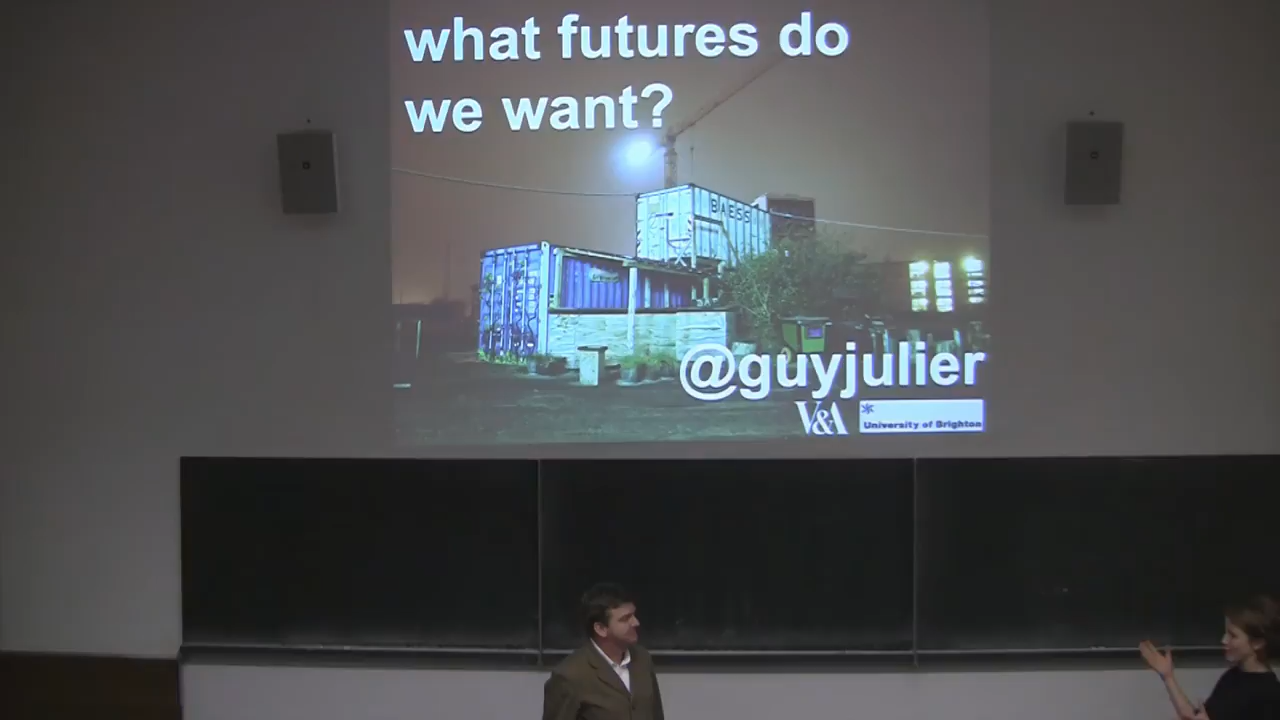 what futures do
we want?
BAESS
@guyjulier
V&A
University of Brighton